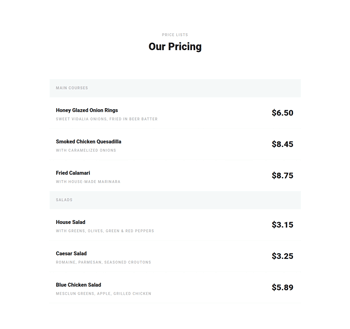 PRICE LISTS
Our Pricing
MAIN COURSES
Honey Glazed Onion Rings
$6.50
SWEET VIDALIA ONIONS, FRIED IN BEER BATTER
Smoked Chicken Quesadilla
$8.45
WITH CARAMELIZED ONIONS
Fried Calamari
$8.75
WITH HOUSE MADE MARINARA
SALADS
House Salad
$3.15
WITH GREENS, OLIVES, GREEN & RED PEPPERS
Caesar Salad
$3.25
ROMAINE, PARMESAN, SEASONED CROUTONS
Blue Chicken Salad
$5.89
MESCLUN GREENS, APPLE, GRILLED CHICKEN